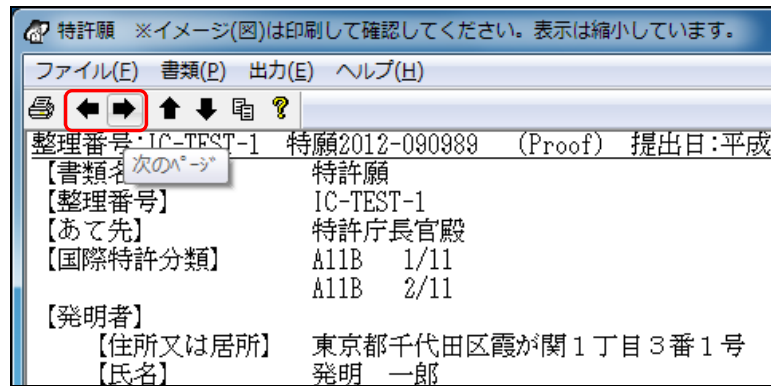 特許願　※イメージ(図)は印刷して確認してください。表示は縮小しています。
ファイル(F)　書類(P)　出力(E)　ヘルプ(H)
整理番号:IC-TEST-1　特願2012-090989　(Proof)　提出日:平成
次のﾍﾟｰｼﾞ
【書類名　特許願
【整理番号】　IC-TEST-1
【あて先】　特許庁長官殿
【国際特許分類】　A11B　1/11
A11B　2/11
【発明者】
【住所又は居所】　東京都千代田区霞が関１丁目３番１号
【氏名】　発明　一郎